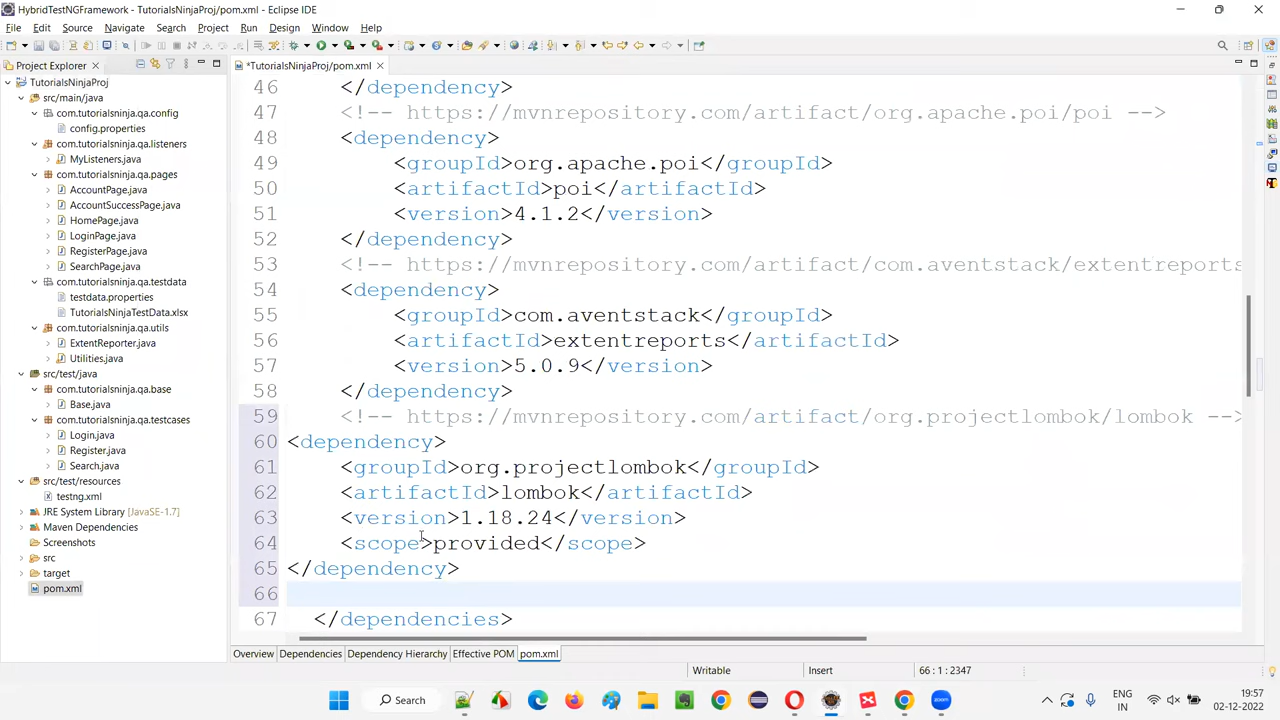 HybridTestNGFramework - TutorialsNinjaProj/pom.xml - Eclipse IDE
File Edit Source Navigate Search Project Run Design Window Help
Project Explorer
*TutorialsNinjaProj/pom.xml
TutorialsNinjaProj
src/main/java
com.tutorialsninja.qa.config
config.properties
com.tutorialsninja.qa.listeners
MyListeners.java
com.tutorialsninja.qa.pages
AccountPage.java
AccountSuccessPage.java
HomePage.java
LoginPage.java
RegisterPage.java
SearchPage.java
com.tutorialsninja.qa.testdata
testdata.properties
TutorialsNinjaTestData.xlsx
com.tutorialsninja.qa.utils
ExtentReporter.java
Utilities.java
src/test/java
com.tutorialsninja.qa.base
Base.java
com.tutorialsninja.qa.testcases
Login.java
Register.java
Search.java
src/test/resources
testng.xml
JRE System Library [JavaSE-1.7]
Maven Dependencies
Screenshots
src
target
pom.xml
46 </dependency>
47 <!-- https://mvnrepository.com/artifact/org.apache.poi/poi -->
48 <dependency>
49 <groupId>org.apache.poi</groupId>
50 <artifactId>poi</artifactId>
51 <version>4.1.2</version>
52 </dependency>
53 <!-- https://mvnrepository.com/artifact/com.aventstack/extentreports
54 <dependency>
55 <groupId>com.aventstack</groupId>
56 <artifactId>extentreports</artifactId>
57 <version>5.0.9</version>
58 </dependency>
59 <!-- https://mvnrepository.com/artifact/org.projectlombok/lombok -->
60 <dependency>
61 <groupId>org.projectlombok</groupId>
62 <artifactId>lombok</artifactId>
63 <version>1.18.24</version>
64 <scope>provided</scope>
65 </dependency>
66
67 </dependencies>
Overview Dependencies Dependency Hierarchy Effective POM pom.xml
Writable Insert 66 : 1 : 2347
Search
ENG
IN
19:57
02-12-2022